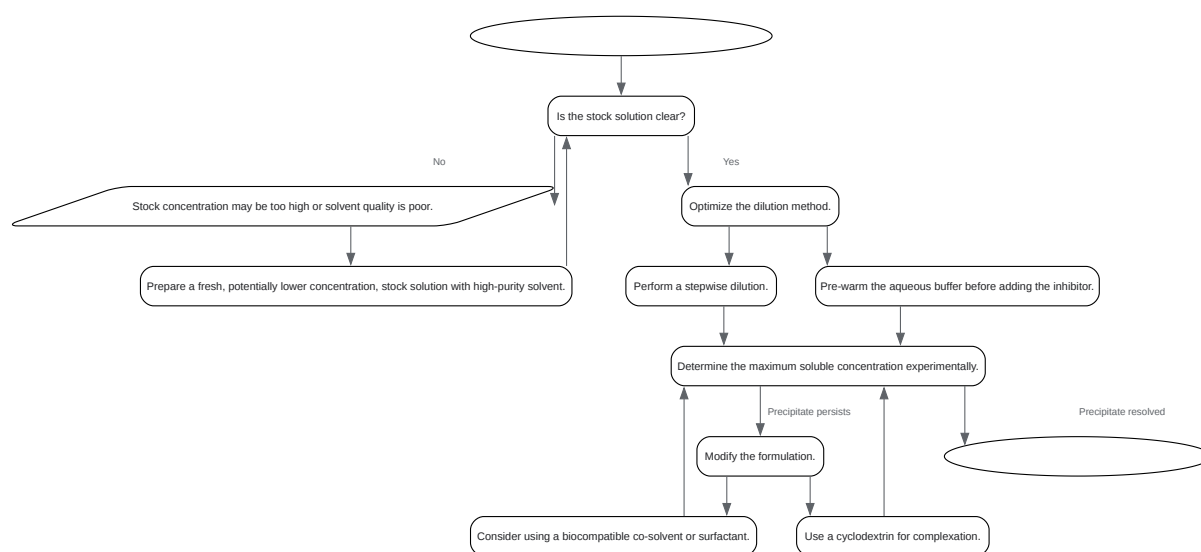 Is the stock solution clear?
No
Yes
Stock concentration may be too high or solvent quality is poor.
Optimize the dilution method.
Prepare a fresh, potentially lower concentration, stock solution with high-purity solvent.
Perform a stepwise dilution.
Pre-warm the aqueous buffer before adding the inhibitor.
Determine the maximum soluble concentration experimentally.
Precipitate persists
Precipitate resolved
Modify the formulation.
Consider using a biocompatible co-solvent or surfactant.
Use a cyclodextrin for complexation.